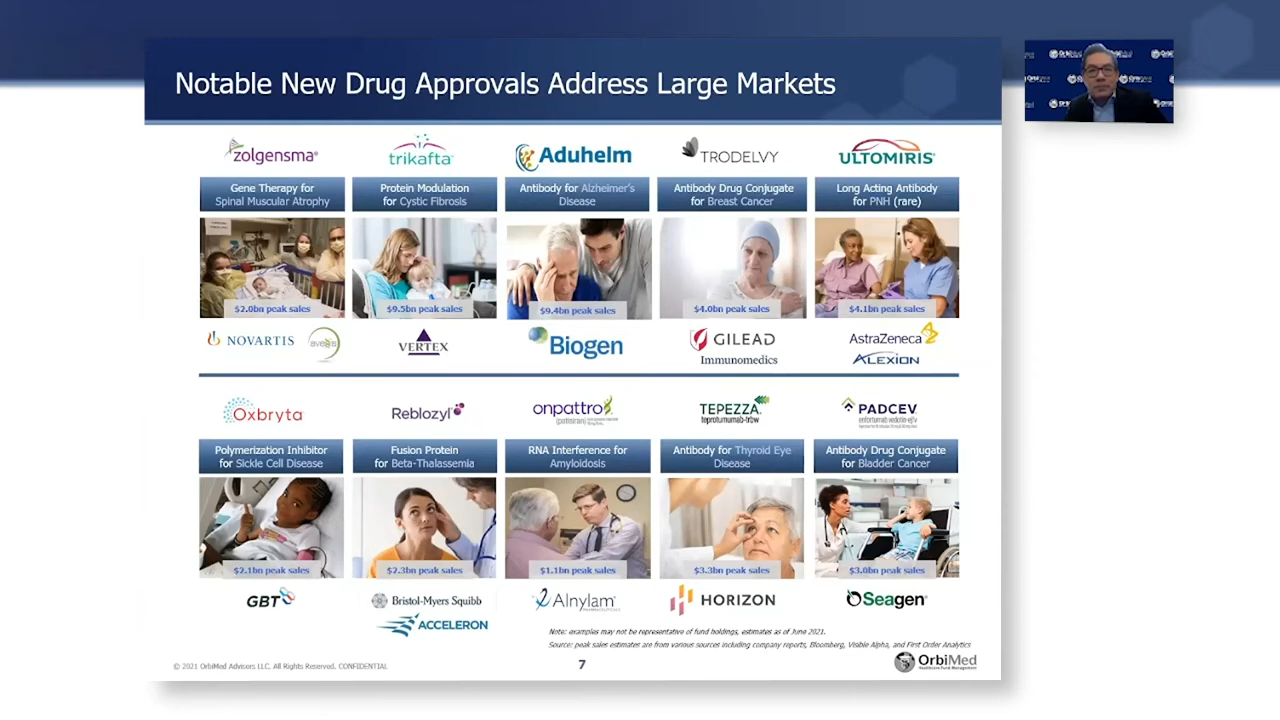 Notable New Drug Approvals Address Large Markets
zolgensma
trikafta
Aduhelm
TRODELVY
ULTOMIRIS
Gene Therapy for
Spinal Muscular Atrophy
Protein Modulation
for Cystic Fibrosis
Antibody for Alzheimer's
Disease
Antibody Drug Conjugate
for Breast Cancer
Long Acting Antibody
for PNH (rare)
$2.0bn peak sales
$9.5bn peak sales
$9.4bn peak sales
$4.0bn peak sales
$4.1bn peak sales
NOVARTIS
avexis
VERTEX
Biogen
GILEAD
Immunomedics
AstraZeneca
ALEXION
Oxbryta
Reblozyl
onpattro
(patisiran)
TEPEZZA
teprotumumab-trbw
PADCEV
enfortumab vedotin-ejfv
Polymerization Inhibitor
for Sickle Cell Disease
Fusion Protein
for Beta-Thalassemia
RNA Interference for
Amyloidosis
Antibody for Thyroid Eye
Disease
Antibody Drug Conjugate
for Bladder Cancer
$2.1bn peak sales
$2.3bn peak sales
$1.1bn peak sales
$3.3bn peak sales
$3.0bn peak sales
GBT
Bristol-Myers Squibb
ACCELERON
Alnylam
PHARMACEUTICALS
HORIZON
Seagen
Note: examples may not be representative of fund holdings, estimates as of June 2021.
Source: peak sales estimates are from various sources including company reports, Bloomberg, Visible Alpha, and First Order Analytics
© 2021 OrbiMed Advisors LLC. All Rights Reserved. CONFIDENTIAL
7
OrbiMed
Healthcare Fund Management